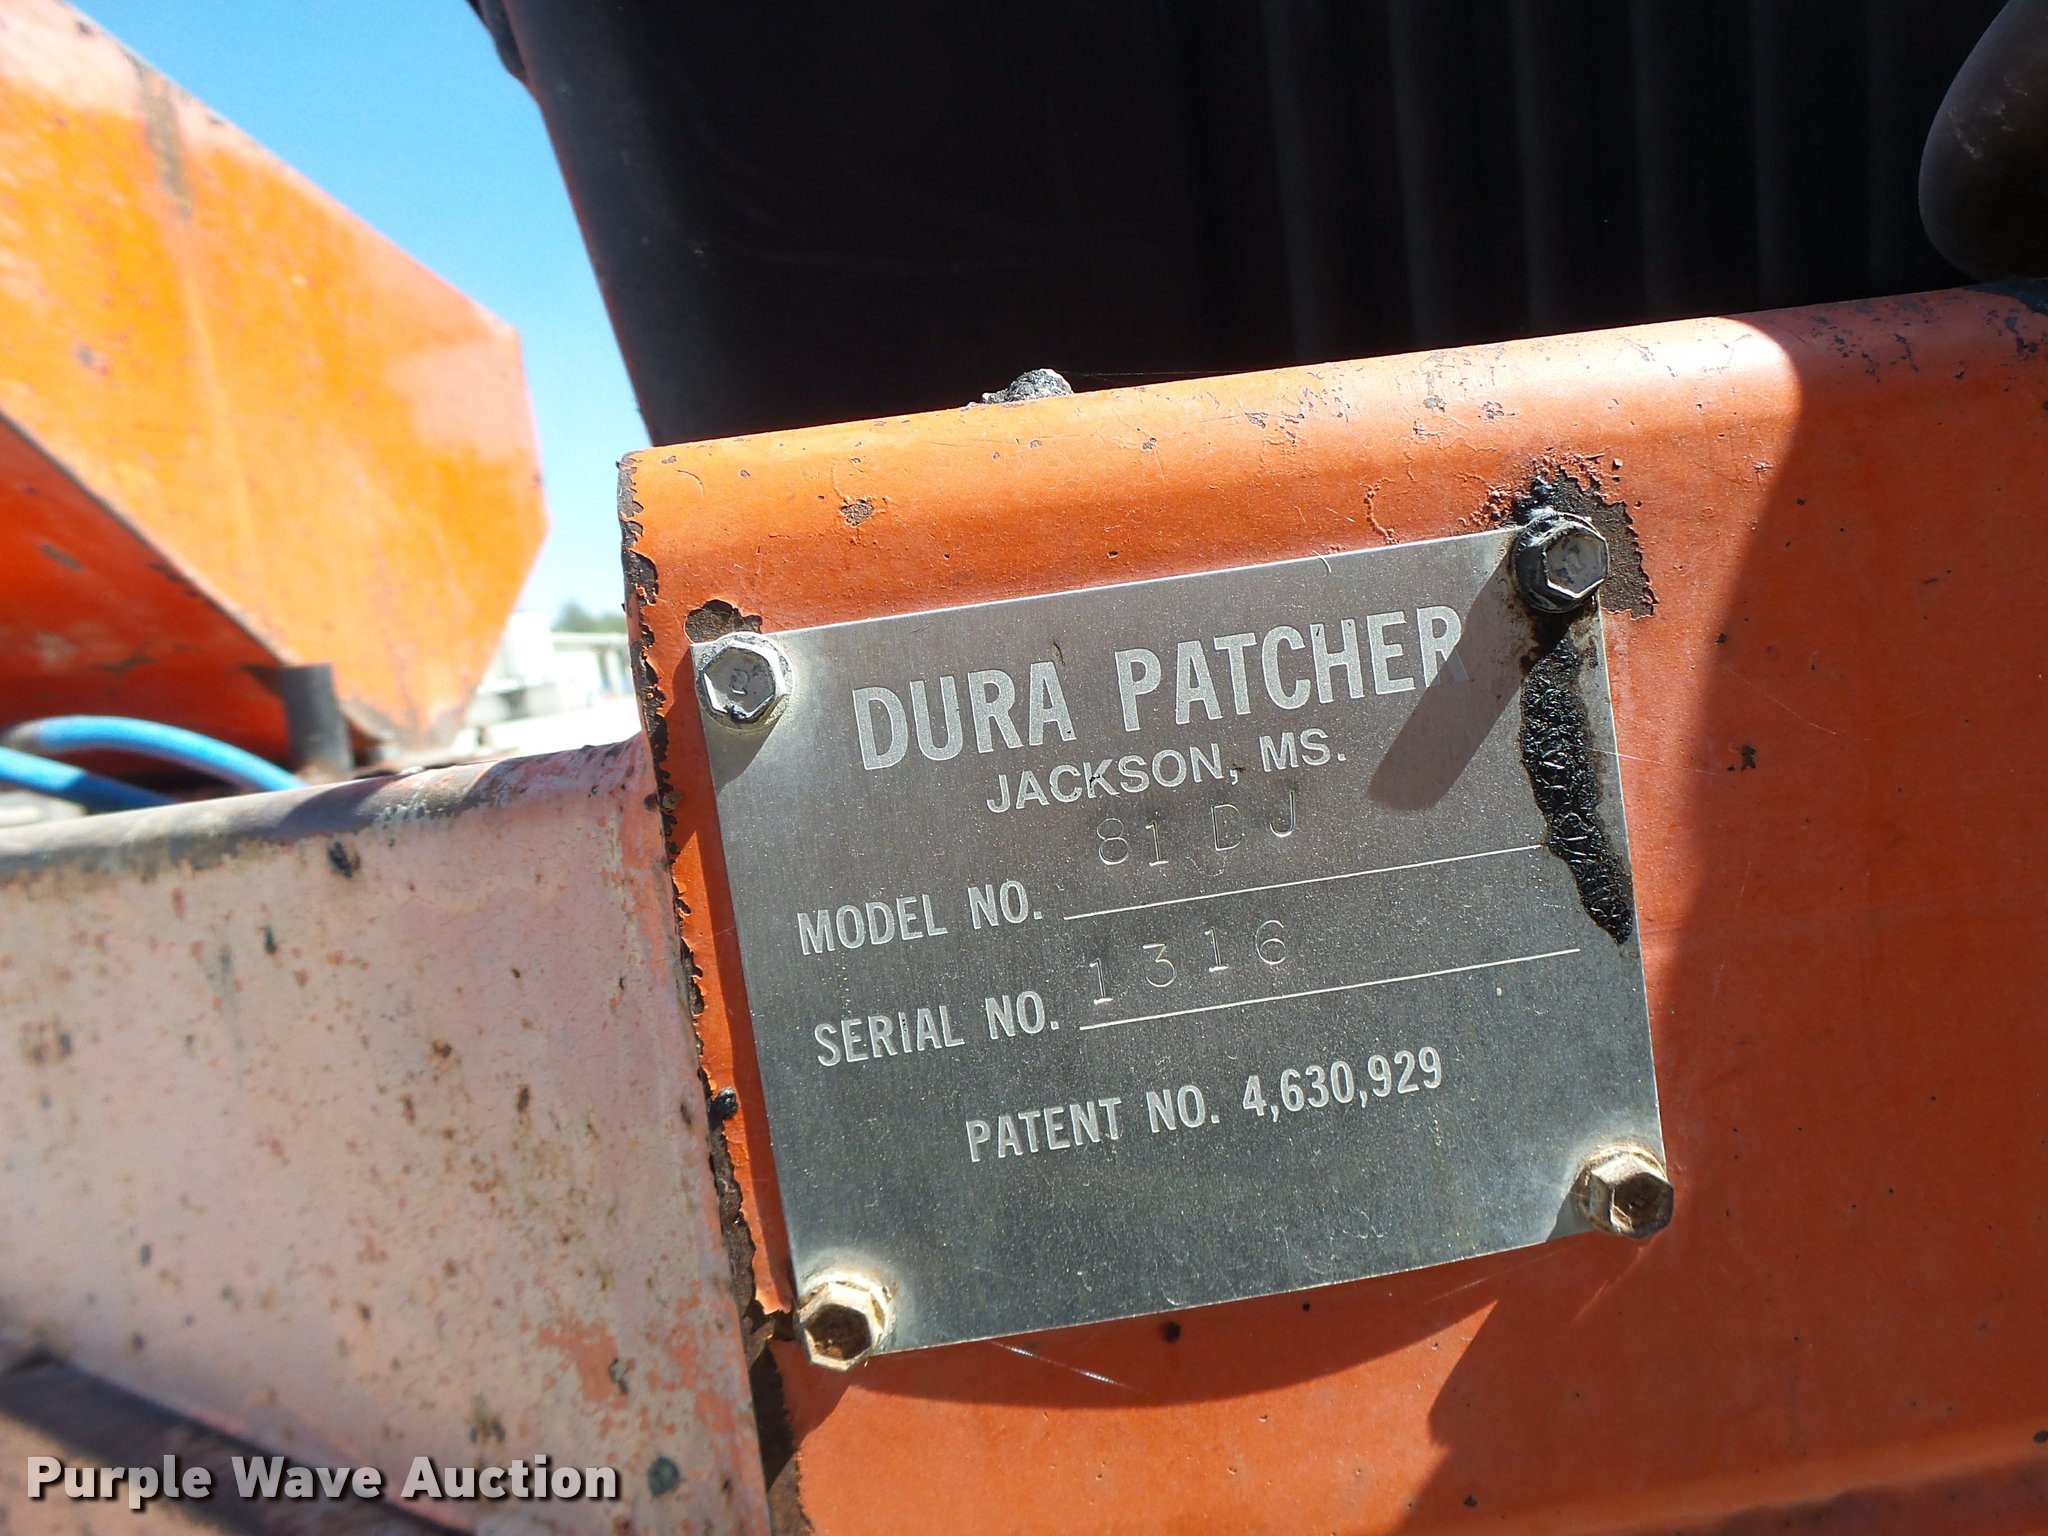 DURA PATCHER
JACKSON, MS.
MODEL NO. 81 DJ
SERIAL NO. 1316
PATENT NO. 4,630,929
Purple Wave Auction